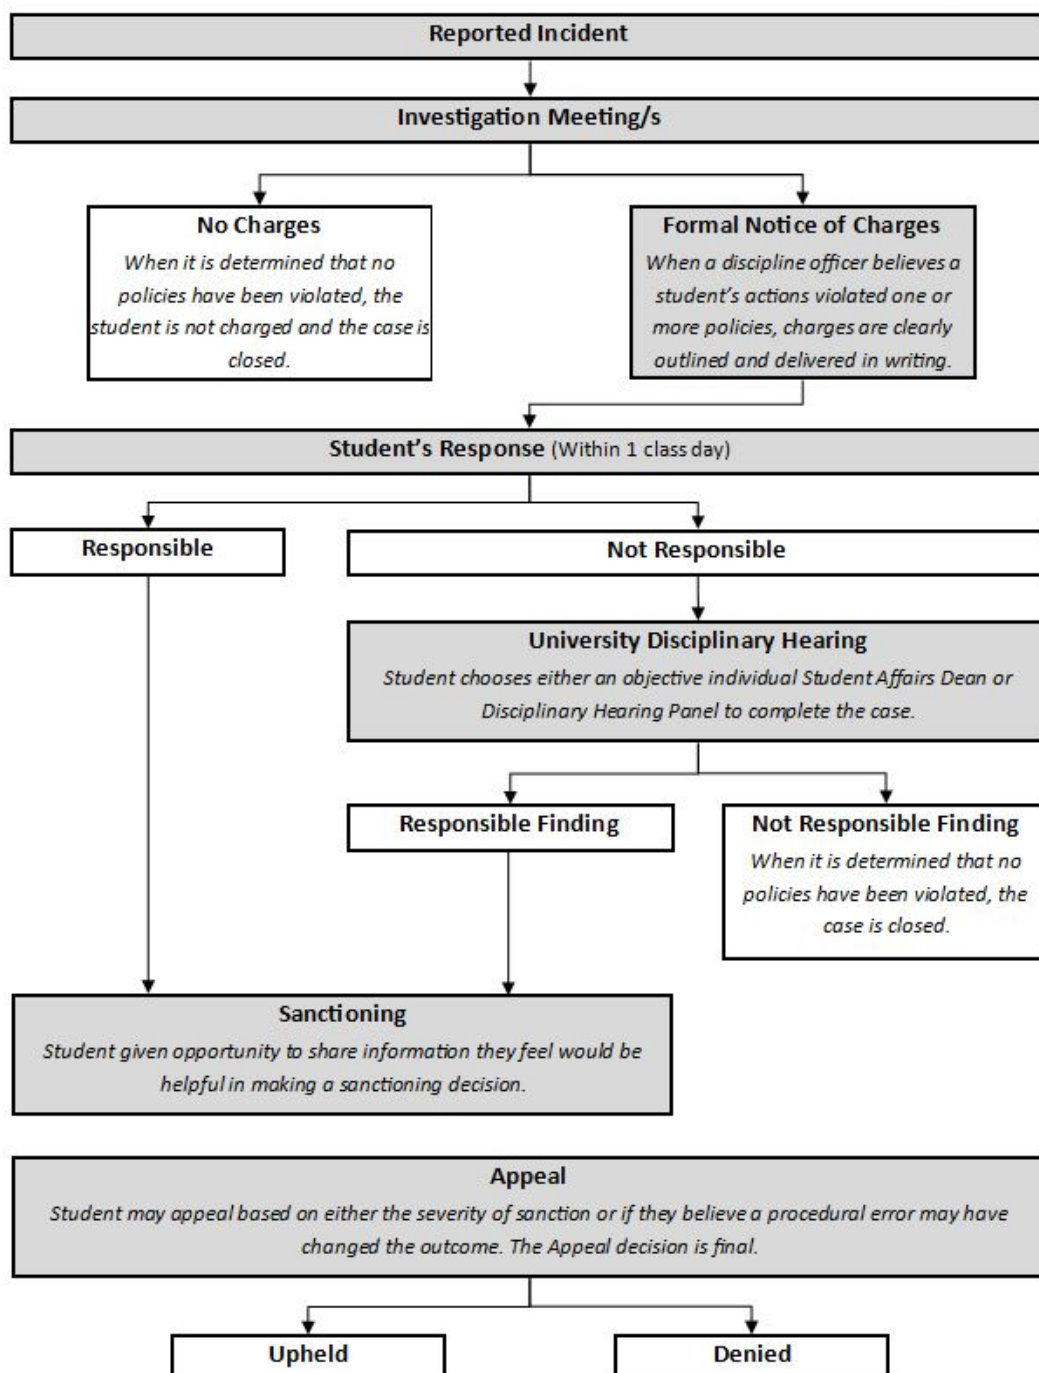 Reported Incident
Investigation Meeting/s
No Charges
When it is determined that no
policies have been violated, the
student is not charged and the case is
closed.
Formal Notice of Charges
When a discipline officer believes a
student's actions violated one or
more policies, charges are clearly
outlined and delivered in writing.
Student's Response (Within 1 class day)
Responsible
Not Responsible
University Disciplinary Hearing
Student chooses either an objective individual Student Affairs Dean or
Disciplinary Hearing Panel to complete the case.
Responsible Finding
Not Responsible Finding
When it is determined that no
policies have been violated, the
case is closed.
Sanctioning
Student given opportunity to share information they feel would be
helpful in making a sanctioning decision.
Appeal
Student may appeal based on either the severity of sanction or if they believe a procedural error may have
changed the outcome. The Appeal decision is final.
Upheld
Denied